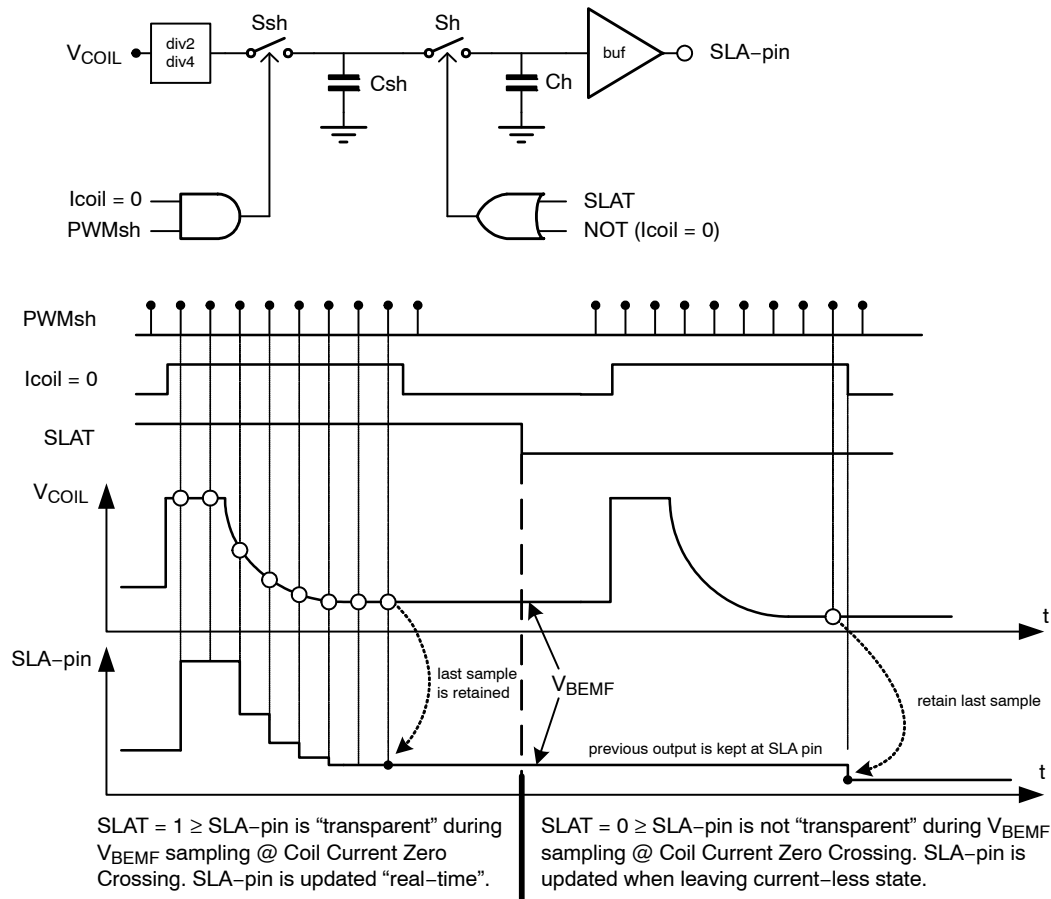 Ssh
Sh
VCOIL
div2
div4
buf
SLA−pin
Csh
Ch
Icoil = 0
PWMsh
SLAT
NOT (Icoil = 0)
PWMsh
Icoil = 0
SLAT
VCOIL
t
SLA−pin
last sample
is retained
VBEMF
retain last sample
previous output is kept at SLA pin
t
SLAT = 1 ≥ SLA−pin is “transparent” during
VBEMF sampling @ Coil Current Zero
Crossing. SLA−pin is updated “real−time”.
SLAT = 0 ≥ SLA−pin is not “transparent” during VBEMF
sampling @ Coil Current Zero Crossing. SLA−pin is
updated when leaving current−less state.